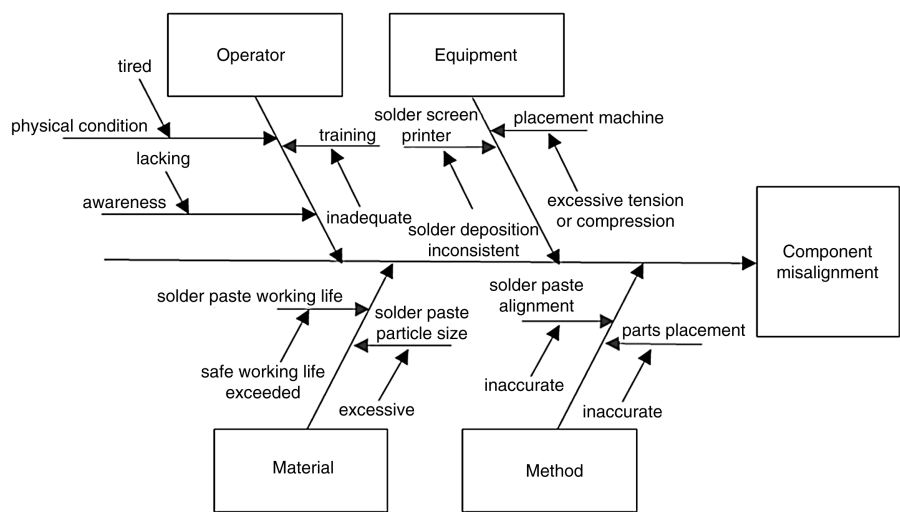 Operator
Equipment
tired
physical condition
lacking
awareness
training
inadequate
solder screen
printer
placement machine
excessive tension
or compression
solder deposition
inconsistent
Component
misalignment
solder paste working life
safe working life
exceeded
solder paste
particle size
excessive
solder paste
alignment
inaccurate
parts placement
inaccurate
Material
Method